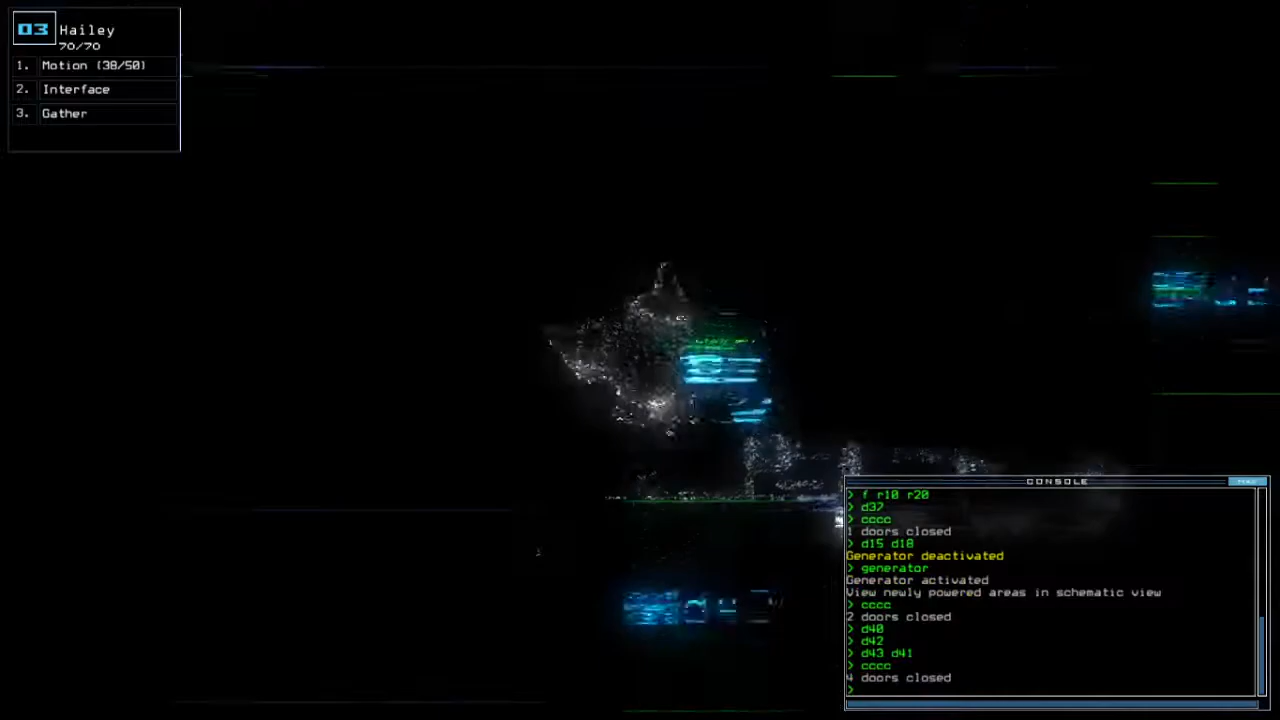 03 Hailey
70/70
1. Motion (38/50)
2. Interface
3. Gather
CONSOLE
> f r10 r20
> d37
> cccc
1 doors closed
> d15 d18
Generator deactivated
> generator
Generator activated
View newly powered areas in schematic view
> cccc
2 doors closed
> d40
> d42
> d43 d41
> cccc
4 doors closed
>